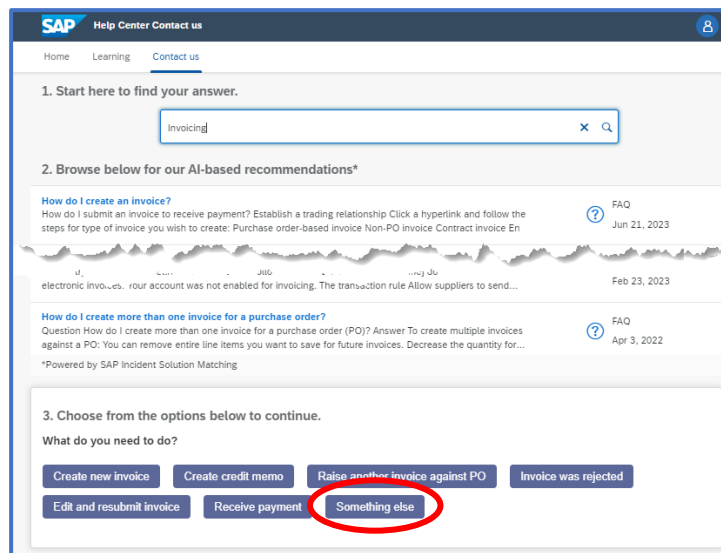 SAP Help Center Contact us
Home Learning Contact us
1. Start here to find your answer.
Invoicing
2. Browse below for our AI-based recommendations*
How do I create an invoice?
How do I submit an invoice to receive payment? Establish a trading relationship Click a hyperlink and follow the
steps for type of invoice you wish to create: Purchase order-based invoice Non-PO invoice Contract invoice En
FAQ
Jun 21, 2023
electronic invoices. Your account was not enabled for invoicing. The transaction rule Allow suppliers to send...
Feb 23, 2023
How do I create more than one invoice for a purchase order?
Question How do I create more than one invoice for a purchase order (PO)? Answer To create multiple invoices
against a PO: You can remove entire line items you want to save for future invoices. Decrease the quantity for...
FAQ
Apr 3, 2022
*Powered by SAP Incident Solution Matching
3. Choose from the options below to continue.
What do you need to do?
Create new invoice Create credit memo Raise another invoice against PO Invoice was rejected
Edit and resubmit invoice Receive payment Something else